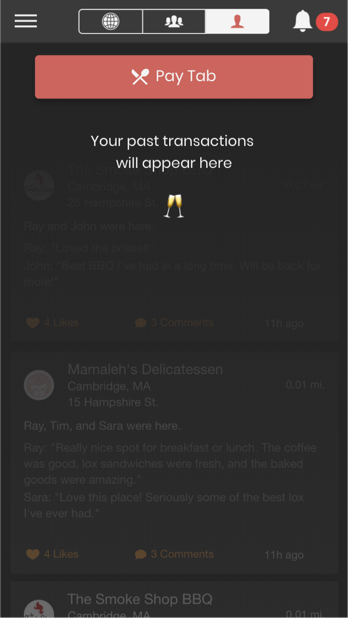 7
Pay Tab
Your past transactions
will appear here
The Smoke Shop BBQ
Cambridge, MA
25 Hampshire St.
Ray and John were here.
Ray: "Loved the brisket"
John: "Best BBQ I've had in a long time. Will be back for
more!"
4 Likes
3 Comments
11h ago
Mamaleh's Delicatessen
Cambridge, MA
0.01 mi.
15 Hampshire St.
Ray, Tim, and Sara were here.
Ray: "Really nice spot for breakfast or lunch. The coffee
was good, lox sandwiches were fresh, and the baked
goods were amazing."
Sara: "Love this place! Seriously some of the best lox
I've ever had."
4 Likes
3 Comments
11h ago
The Smoke Shop BBQ
Cambridge, MA
0.01 mi.